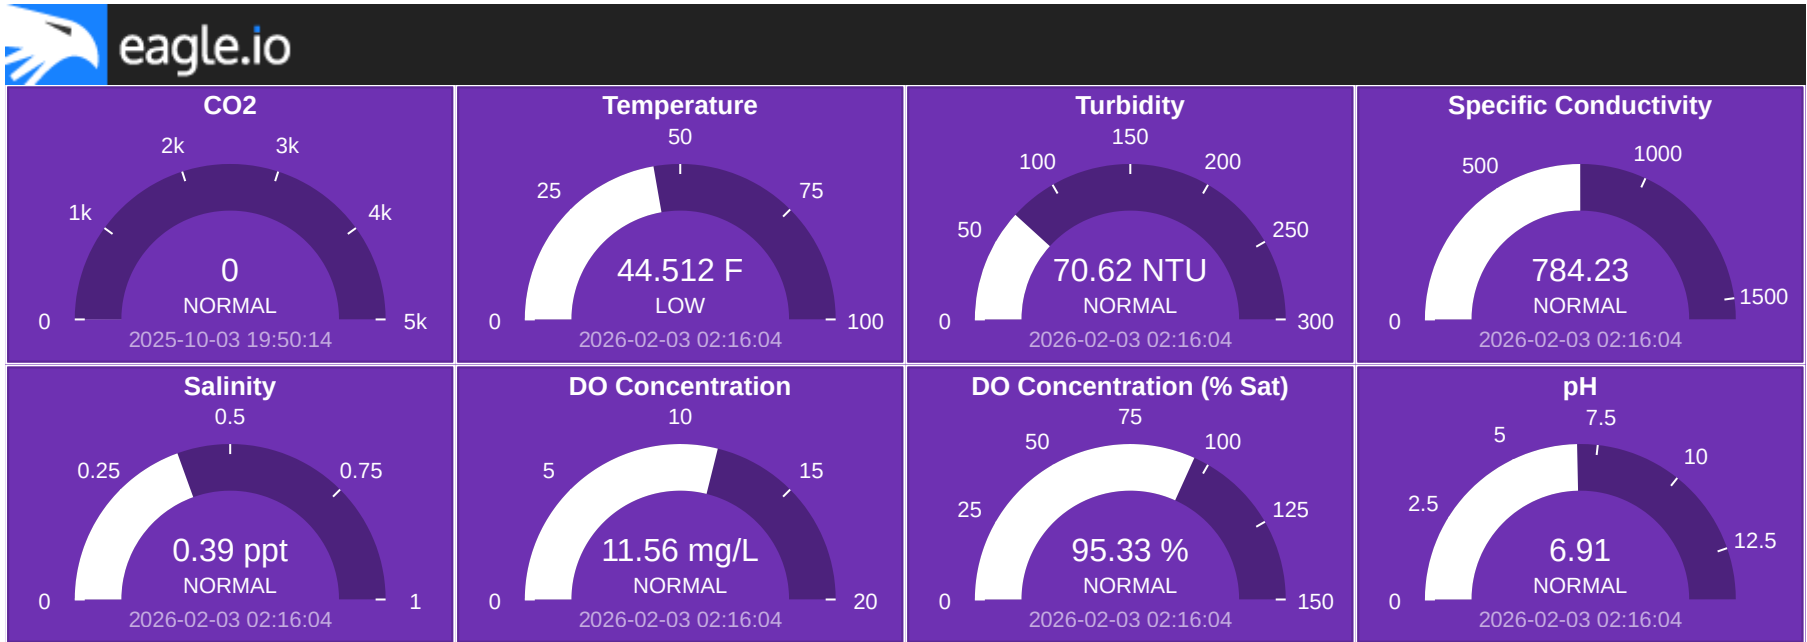 eagle.io
CO2
2k
3k
1k
4k
0
5k
0
NORMAL
2025-10-03 19:50:14
Temperature
50
25
75
0
100
44.512 F
LOW
2026-02-03 02:16:04
Turbidity
150
100
200
50
250
0
300
70.62 NTU
NORMAL
2026-02-03 02:16:04
Specific Conductivity
1000
500
1500
0
784.23
NORMAL
2026-02-03 02:16:04
Salinity
0.5
0.25
0.75
0
1
0.39 ppt
NORMAL
2026-02-03 02:16:04
DO Concentration
10
5
15
0
20
11.56 mg/L
NORMAL
2026-02-03 02:16:04
DO Concentration (% Sat)
75
50
100
25
125
0
150
95.33 %
NORMAL
2026-02-03 02:16:04
pH
7.5
5
10
2.5
12.5
0
6.91
NORMAL
2026-02-03 02:16:04